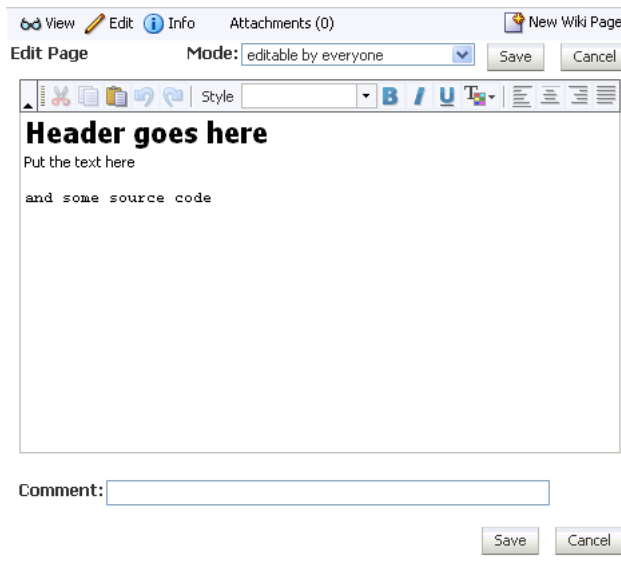 View Edit Info Attachments (0) New Wiki Page
Edit Page Mode: editable by everyone Save Cancel
Style B I U T
Header goes here
Put the text here
and some source code
Comment:
Save Cancel